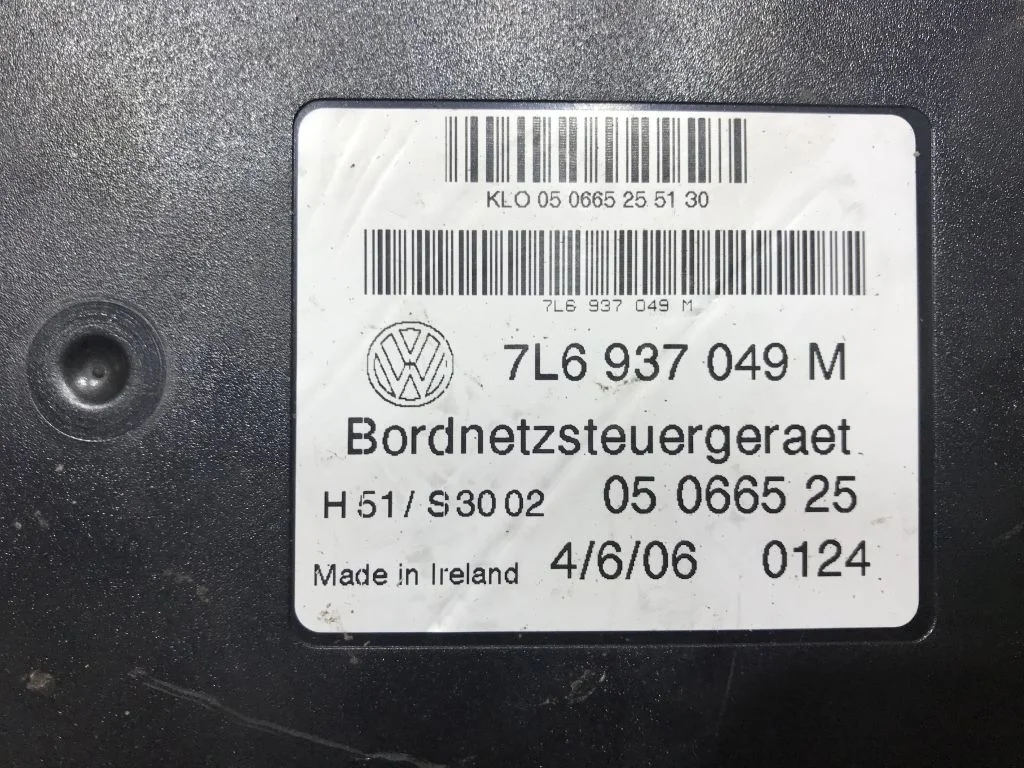 KLO 05 0665 25 51 30
7L6 937 049 M
VW 7L6 937 049 M
Bordnetzsteuergeraet
H 51 / S 30 02 05 0665 25
Made in Ireland 4/6/06 0124